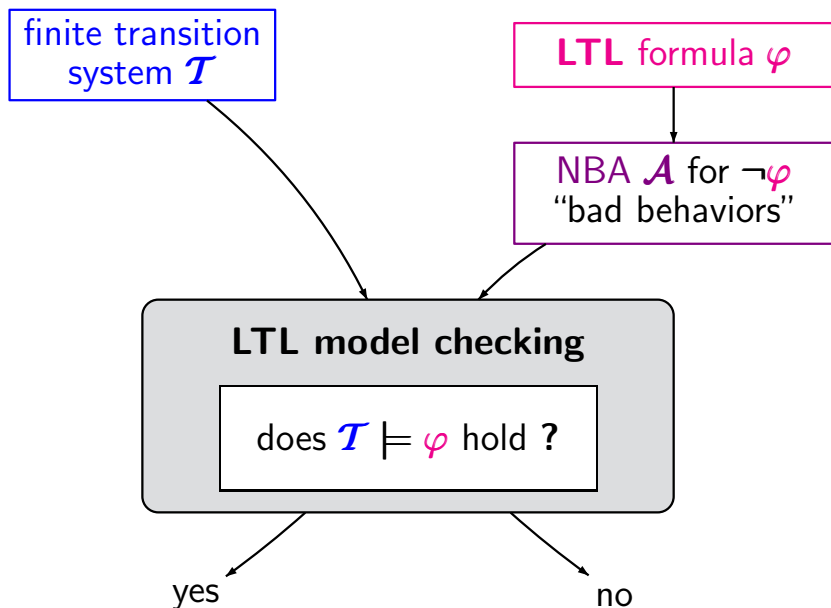 finite transition
system 𝓣
LTL formula φ
NBA 𝓐 for ¬φ
“bad behaviors”
LTL model checking
does 𝓣 ⊨ φ hold ?
yes
no